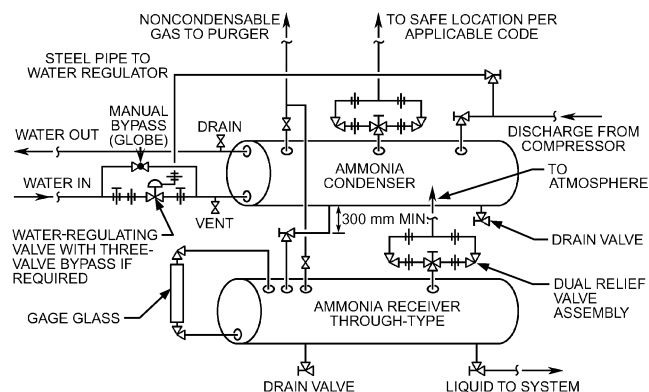 NONCONDENSABLE
GAS TO PURGER
TO SAFE LOCATION PER
APPLICABLE CODE
STEEL PIPE TO
WATER REGULATOR
MANUAL
BYPASS
(GLOBE)
DRAIN
WATER OUT
DISCHARGE FROM
COMPRESSOR
AMMONIA
CONDENSER
TO
ATMOSPHERE
WATER IN
VENT
300 mm MIN.
WATER-REGULATING
VALVE WITH THREE-
VALVE BYPASS IF
REQUIRED
DRAIN VALVE
DUAL RELIEF
VALVE
ASSEMBLY
GAGE GLASS
AMMONIA RECEIVER
THROUGH-TYPE
DRAIN VALVE
LIQUID TO SYSTEM